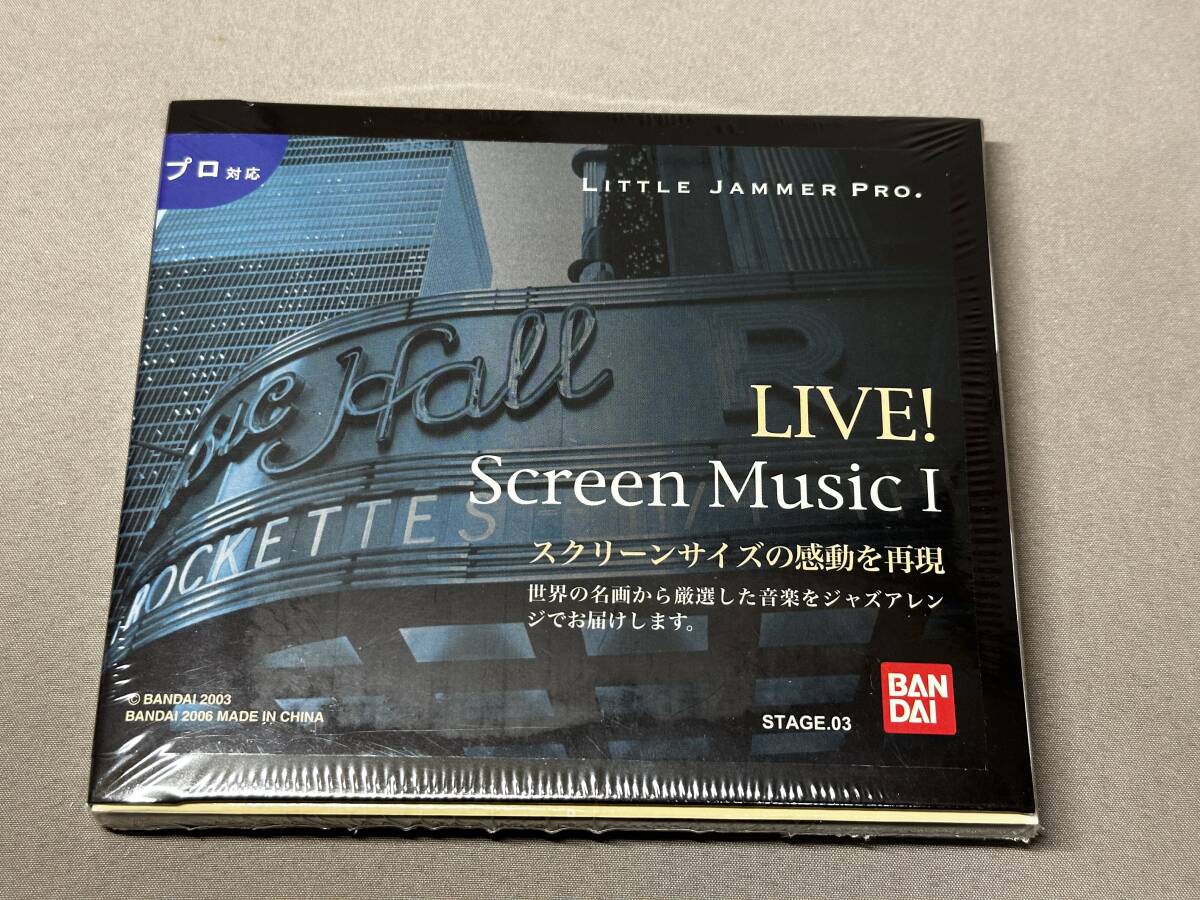 プロ対応
LITTLE JAMMER PRO.
Hall
R
ROCKETTES
LIVE!
Screen Music I
スクリーンサイズの感動を再現
世界の名画から厳選した音楽をジャズアレン
ジでお届けします。
© BANDAI 2003
BANDAI 2006 MADE IN CHINA
STAGE.03
BAN
DAI